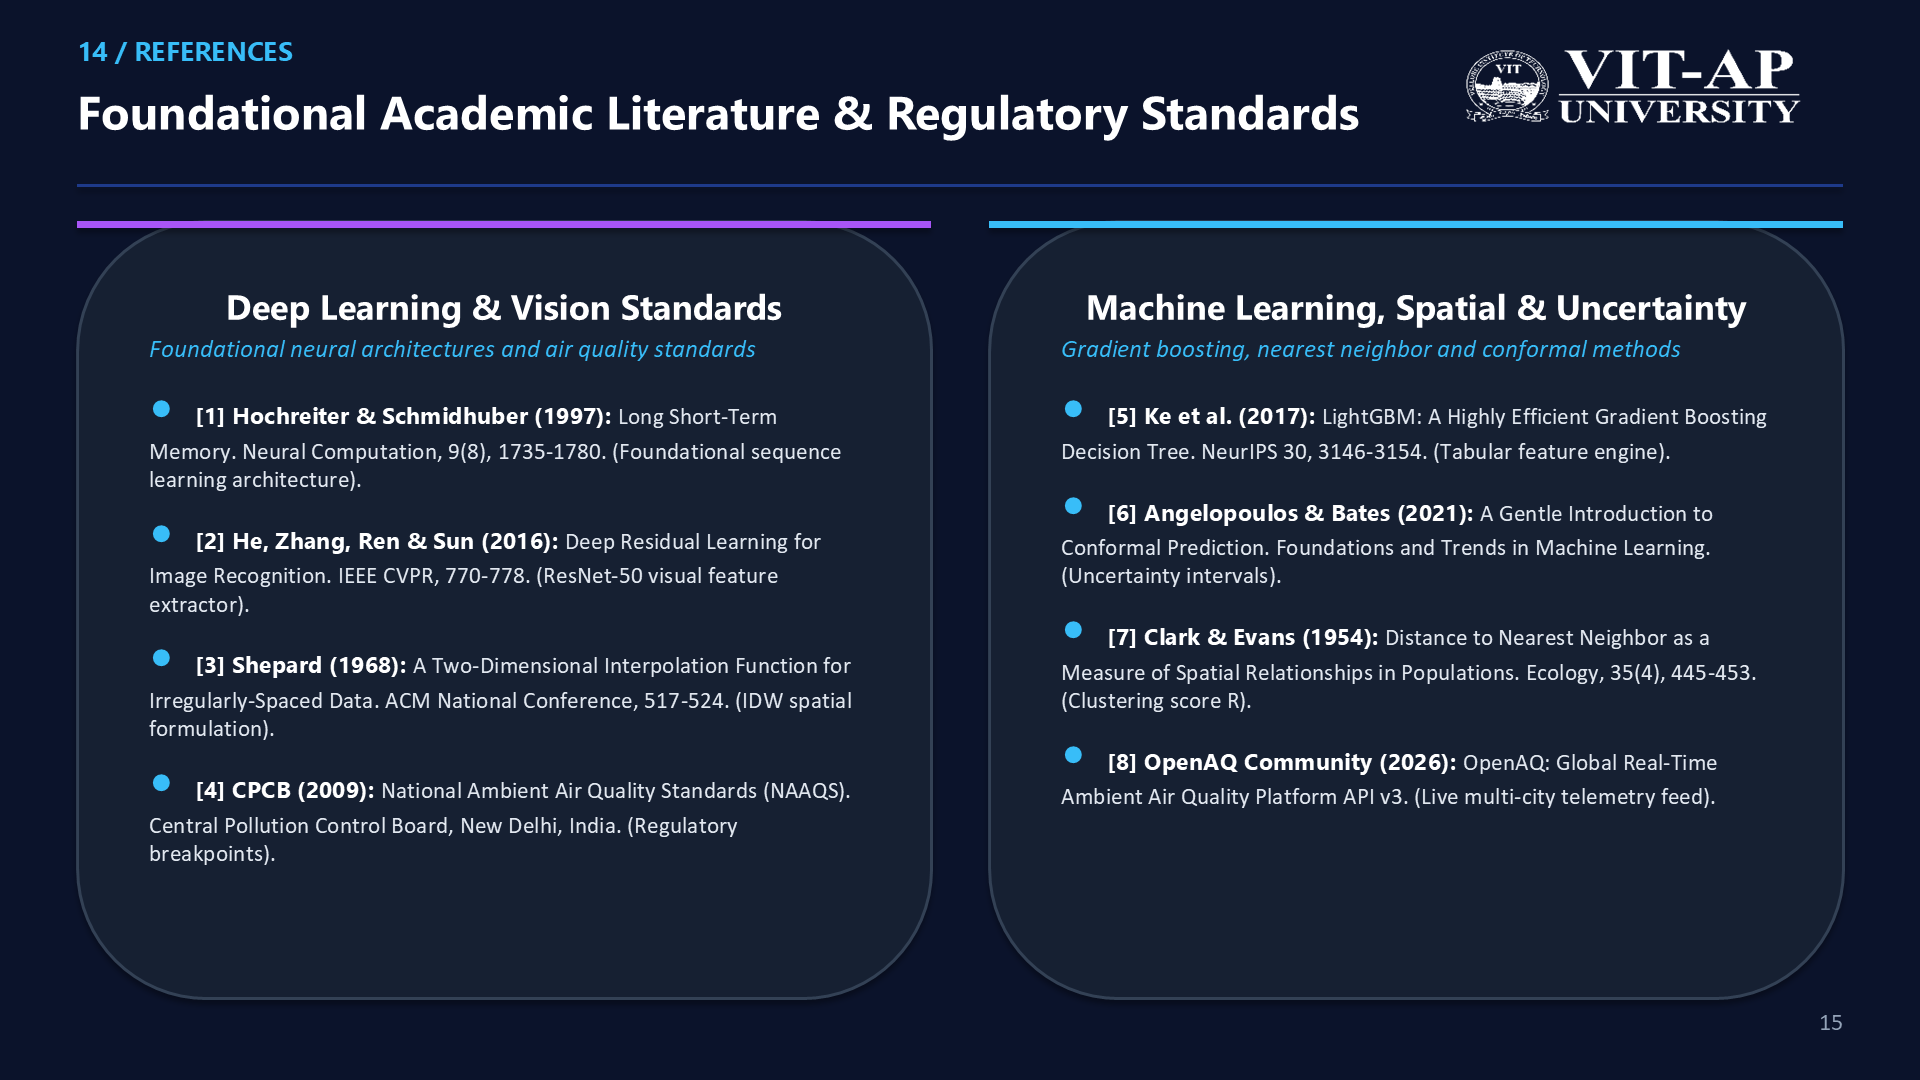 14 / REFERENCES
Foundational Academic Literature & Regulatory Standards
VIT
VIT-AP
UNIVERSITY
Deep Learning & Vision Standards
Foundational neural architectures and air quality standards
[1] Hochreiter & Schmidhuber (1997): Long Short-Term
Memory. Neural Computation, 9(8), 1735-1780. (Foundational sequence
learning architecture).
[2] He, Zhang, Ren & Sun (2016): Deep Residual Learning for
Image Recognition. IEEE CVPR, 770-778. (ResNet-50 visual feature
extractor).
[3] Shepard (1968): A Two-Dimensional Interpolation Function for
Irregularly-Spaced Data. ACM National Conference, 517-524. (IDW spatial
formulation).
[4] CPCB (2009): National Ambient Air Quality Standards (NAAQS).
Central Pollution Control Board, New Delhi, India. (Regulatory
breakpoints).
Machine Learning, Spatial & Uncertainty
Gradient boosting, nearest neighbor and conformal methods
[5] Ke et al. (2017): LightGBM: A Highly Efficient Gradient Boosting
Decision Tree. NeurIPS 30, 3146-3154. (Tabular feature engine).
[6] Angelopoulos & Bates (2021): A Gentle Introduction to
Conformal Prediction. Foundations and Trends in Machine Learning.
(Uncertainty intervals).
[7] Clark & Evans (1954): Distance to Nearest Neighbor as a
Measure of Spatial Relationships in Populations. Ecology, 35(4), 445-453.
(Clustering score R).
[8] OpenAQ Community (2026): OpenAQ: Global Real-Time
Ambient Air Quality Platform API v3. (Live multi-city telemetry feed).
15